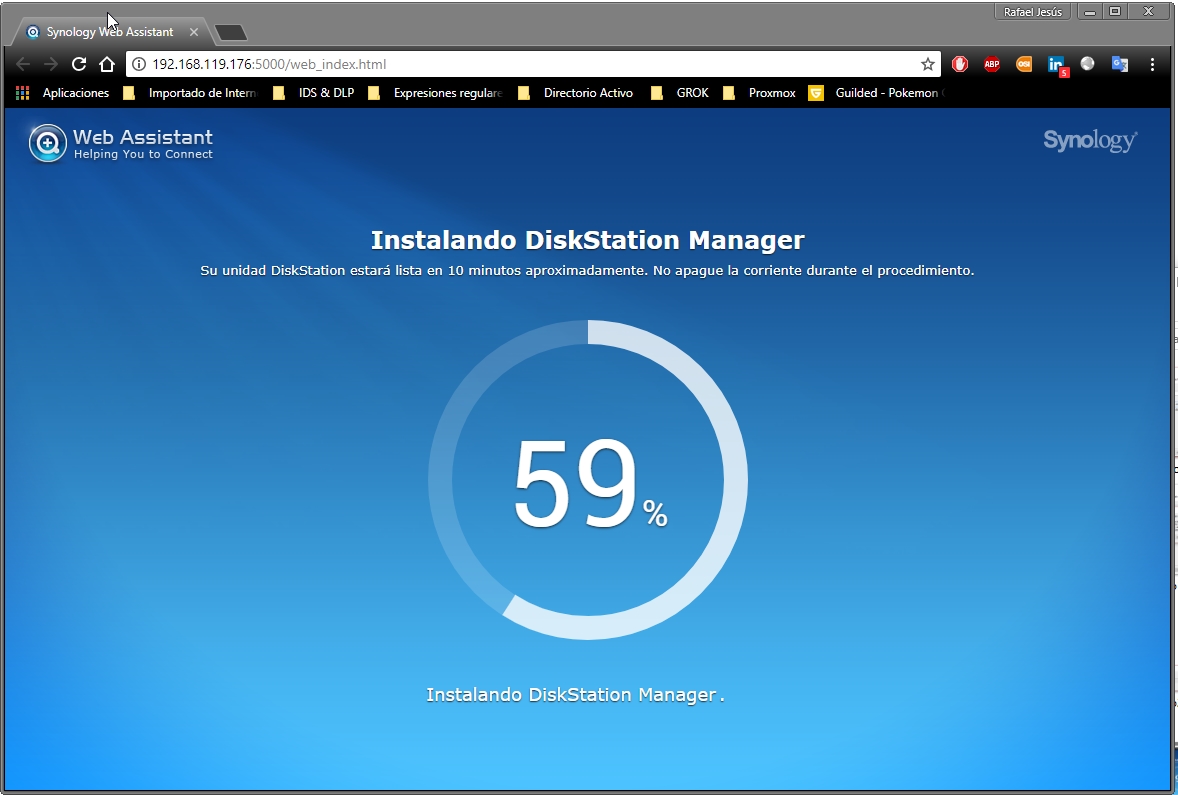 Rafael Jesús
Synology Web Assistant
192.168.119.176:5000/web_index.html
ABP
OSI
in
5
G
Aplicaciones
Importado de Intern
IDS & DLP
Expresiones regulare
Directorio Activo
GROK
Proxmox
G
Guilded - Pokemon
Web Assistant
Helping You to Connect
Synology
Instalando DiskStation Manager
Su unidad DiskStation estará lista en 10 minutos aproximadamente. No apague la corriente durante el procedimiento.
59%
Instalando DiskStation Manager.